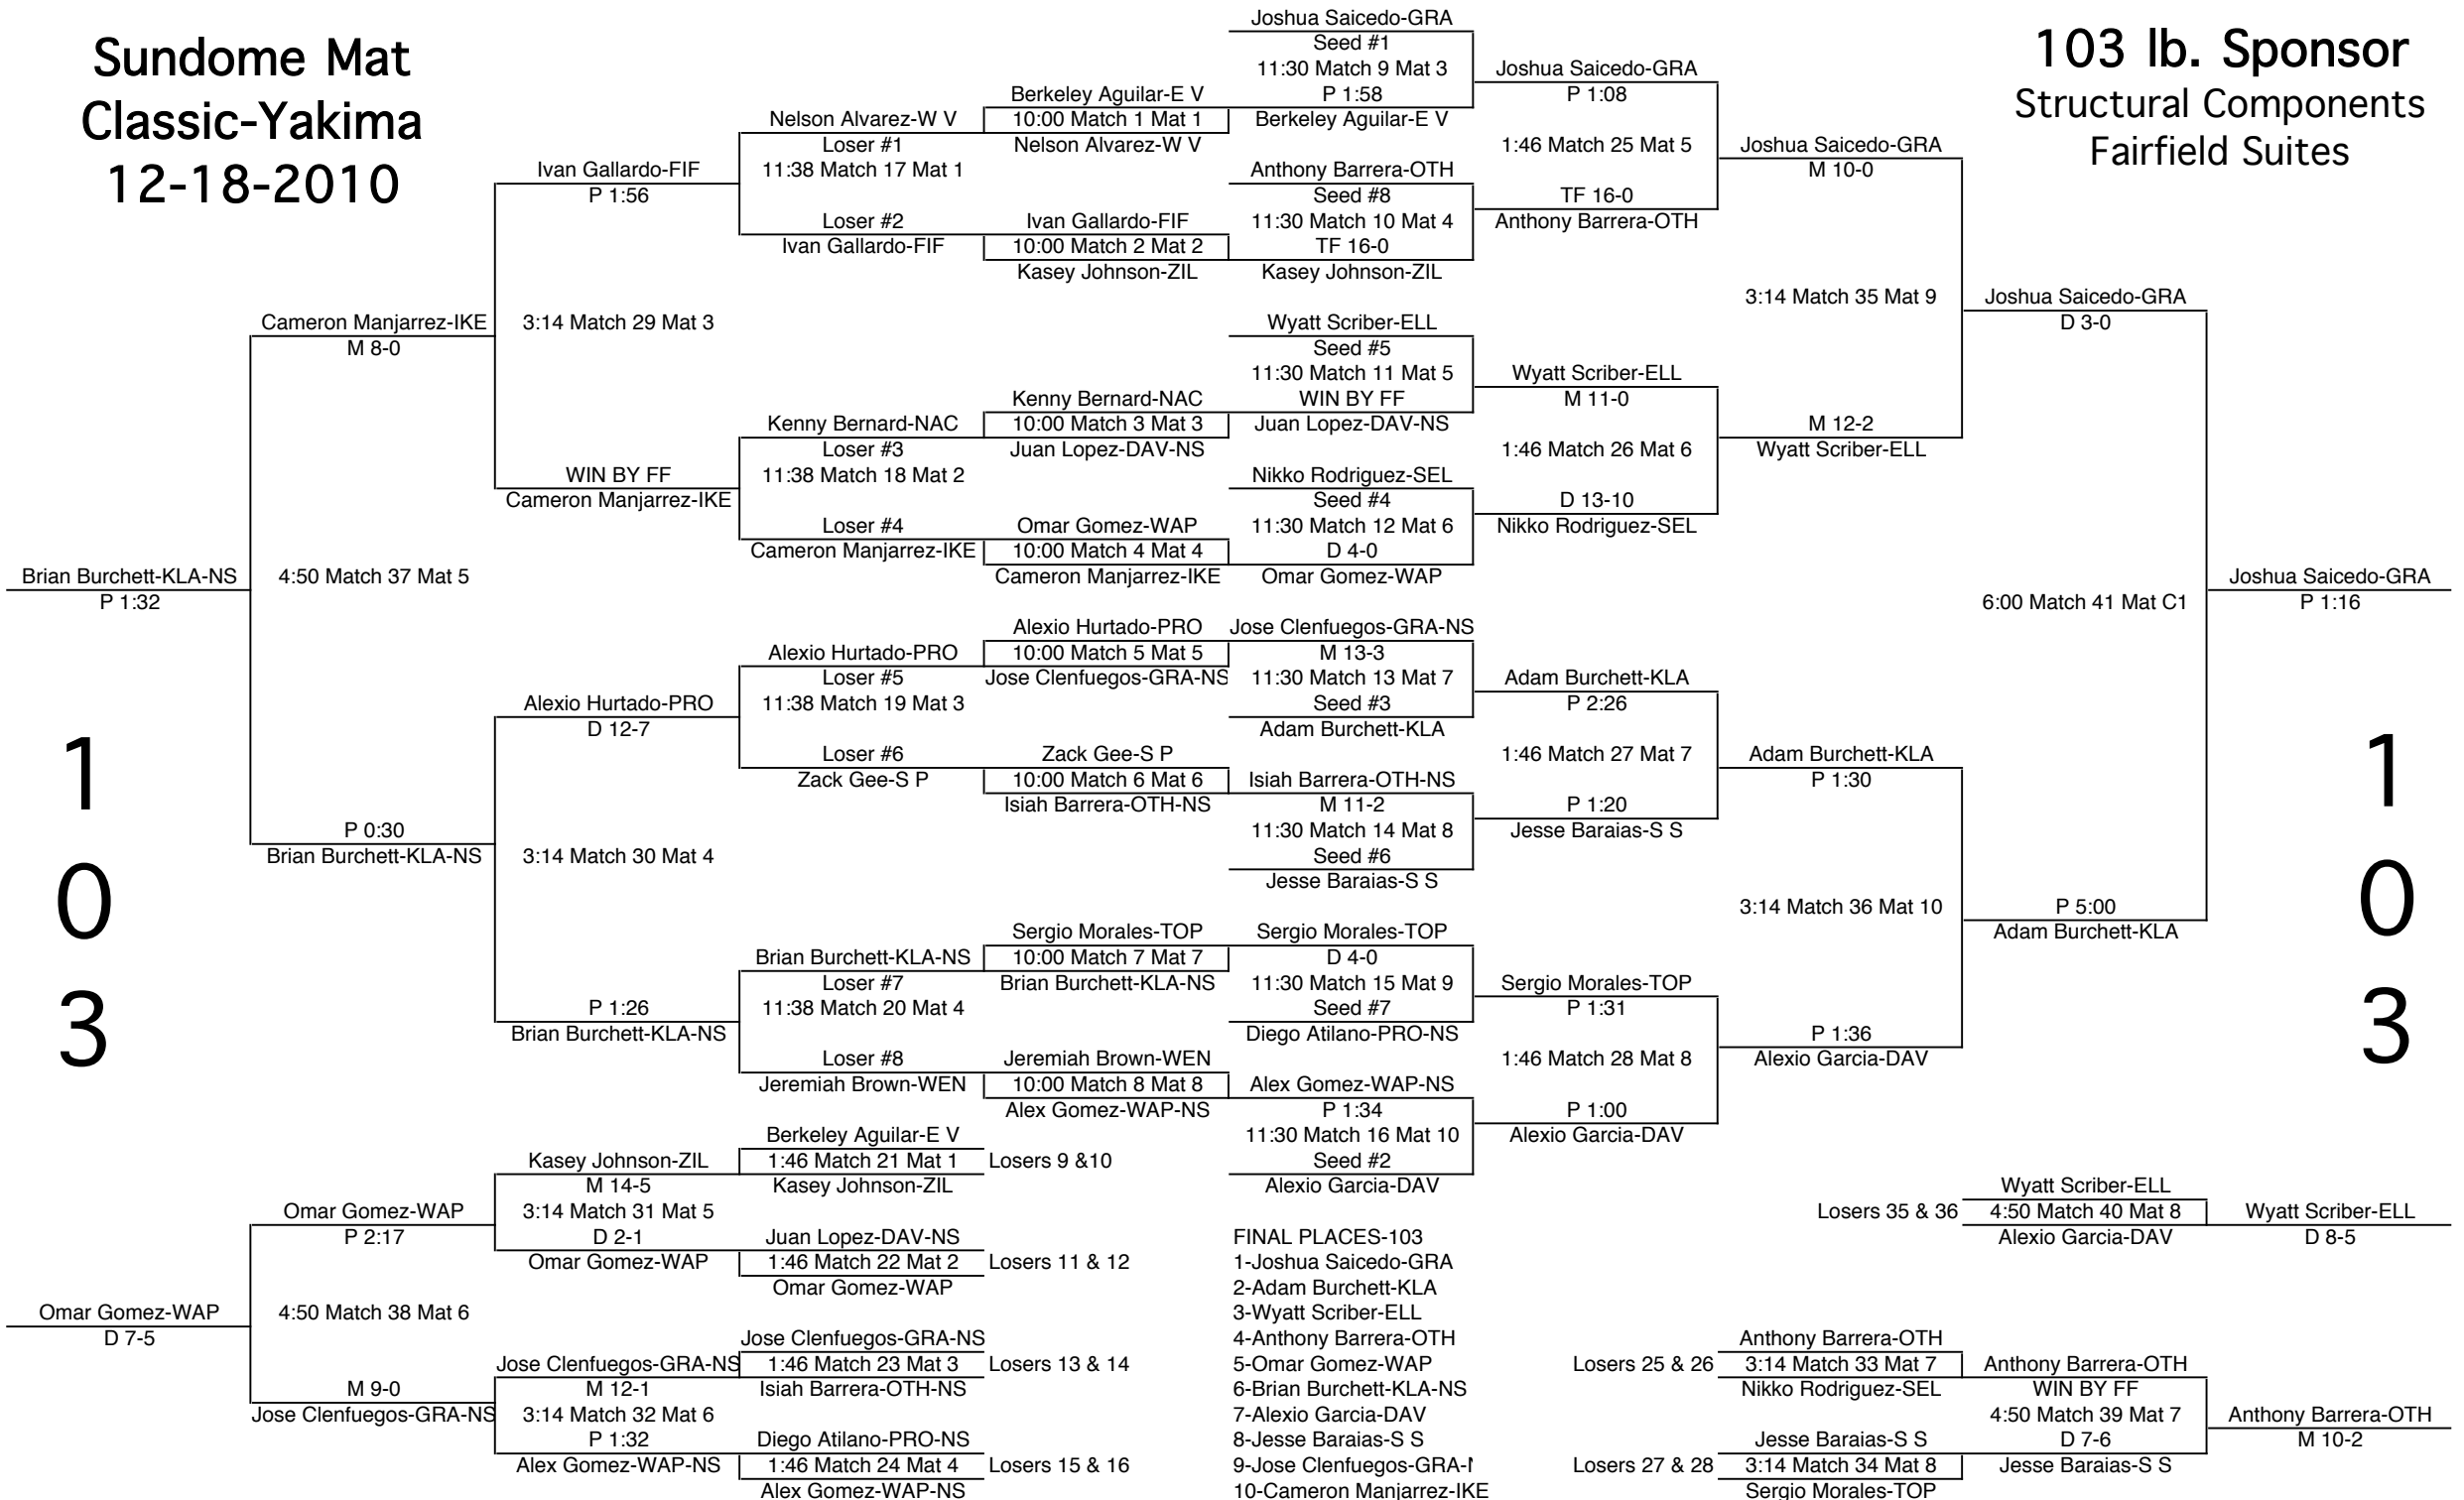 Sundome Mat
Classic-Yakima
12-18-2010
103 lb. Sponsor
Structural Components
Fairfield Suites
1
0
3
1
0
3
Brian Burchett-KLA-NS
P 1:32
Omar Gomez-WAP
D 7-5
Cameron Manjarrez-IKE
M 8-0
4:50 Match 37 Mat 5
P 0:30
Brian Burchett-KLA-NS
Omar Gomez-WAP
P 2:17
4:50 Match 38 Mat 6
M 9-0
Jose Clenfuegos-GRA-NS
Ivan Gallardo-FIF
P 1:56
3:14 Match 29 Mat 3
WIN BY FF
Cameron Manjarrez-IKE
Alexio Hurtado-PRO
D 12-7
3:14 Match 30 Mat 4
P 1:26
Brian Burchett-KLA-NS
Kasey Johnson-ZIL
M 14-5
3:14 Match 31 Mat 5
D 2-1
Omar Gomez-WAP
Jose Clenfuegos-GRA-NS
M 12-1
3:14 Match 32 Mat 6
P 1:32
Alex Gomez-WAP-NS
Nelson Alvarez-W V
Loser #1
11:38 Match 17 Mat 1
Loser #2
Ivan Gallardo-FIF
Kenny Bernard-NAC
Loser #3
11:38 Match 18 Mat 2
Loser #4
Cameron Manjarrez-IKE
Alexio Hurtado-PRO
Loser #5
11:38 Match 19 Mat 3
Loser #6
Zack Gee-S P
Brian Burchett-KLA-NS
Loser #7
11:38 Match 20 Mat 4
Loser #8
Jeremiah Brown-WEN
Berkeley Aguilar-E V
1:46 Match 21 Mat 1
Losers 9 &10
Kasey Johnson-ZIL
Juan Lopez-DAV-NS
1:46 Match 22 Mat 2
Losers 11 & 12
Omar Gomez-WAP
Jose Clenfuegos-GRA-NS
1:46 Match 23 Mat 3
Losers 13 & 14
Isiah Barrera-OTH-NS
Diego Atilano-PRO-NS
1:46 Match 24 Mat 4
Losers 15 & 16
Alex Gomez-WAP-NS
Berkeley Aguilar-E V
10:00 Match 1 Mat 1
Nelson Alvarez-W V
Ivan Gallardo-FIF
10:00 Match 2 Mat 2
Kasey Johnson-ZIL
Kenny Bernard-NAC
10:00 Match 3 Mat 3
Juan Lopez-DAV-NS
Omar Gomez-WAP
10:00 Match 4 Mat 4
Cameron Manjarrez-IKE
Alexio Hurtado-PRO
10:00 Match 5 Mat 5
Jose Clenfuegos-GRA-NS
Zack Gee-S P
10:00 Match 6 Mat 6
Isiah Barrera-OTH-NS
Sergio Morales-TOP
10:00 Match 7 Mat 7
Brian Burchett-KLA-NS
Jeremiah Brown-WEN
10:00 Match 8 Mat 8
Alex Gomez-WAP-NS
Joshua Saicedo-GRA
Seed #1
11:30 Match 9 Mat 3
P 1:58
Berkeley Aguilar-E V
Anthony Barrera-OTH
Seed #8
11:30 Match 10 Mat 4
TF 16-0
Kasey Johnson-ZIL
Wyatt Scriber-ELL
Seed #5
11:30 Match 11 Mat 5
WIN BY FF
Juan Lopez-DAV-NS
Nikko Rodriguez-SEL
Seed #4
11:30 Match 12 Mat 6
D 4-0
Omar Gomez-WAP
Jose Clenfuegos-GRA-NS
M 13-3
11:30 Match 13 Mat 7
Seed #3
Adam Burchett-KLA
Isiah Barrera-OTH-NS
M 11-2
11:30 Match 14 Mat 8
Seed #6
Jesse Baraias-S S
Sergio Morales-TOP
D 4-0
11:30 Match 15 Mat 9
Seed #7
Diego Atilano-PRO-NS
Alex Gomez-WAP-NS
P 1:34
11:30 Match 16 Mat 10
Seed #2
Alexio Garcia-DAV
FINAL PLACES-103
1-Joshua Saicedo-GRA
2-Adam Burchett-KLA
3-Wyatt Scriber-ELL
4-Anthony Barrera-OTH
5-Omar Gomez-WAP
6-Brian Burchett-KLA-NS
7-Alexio Garcia-DAV
8-Jesse Baraias-S S
9-Jose Clenfuegos-GRA-
10-Cameron Manjarrez-IKE
Joshua Saicedo-GRA
P 1:08
1:46 Match 25 Mat 5
TF 16-0
Anthony Barrera-OTH
Wyatt Scriber-ELL
M 11-0
1:46 Match 26 Mat 6
D 13-10
Nikko Rodriguez-SEL
Adam Burchett-KLA
P 2:26
1:46 Match 27 Mat 7
P 1:20
Jesse Baraias-S S
Sergio Morales-TOP
P 1:31
1:46 Match 28 Mat 8
P 1:00
Alexio Garcia-DAV
Joshua Saicedo-GRA
M 10-0
3:14 Match 35 Mat 9
M 12-2
Wyatt Scriber-ELL
Adam Burchett-KLA
P 1:30
3:14 Match 36 Mat 10
P 1:36
Alexio Garcia-DAV
Joshua Saicedo-GRA
D 3-0
6:00 Match 41 Mat C1
P 5:00
Adam Burchett-KLA
Joshua Saicedo-GRA
P 1:16
Wyatt Scriber-ELL
Losers 35 & 36
4:50 Match 40 Mat 8
Wyatt Scriber-ELL
Alexio Garcia-DAV
D 8-5
Anthony Barrera-OTH
Losers 25 & 26
3:14 Match 33 Mat 7
Anthony Barrera-OTH
Nikko Rodriguez-SEL
WIN BY FF
4:50 Match 39 Mat 7
Anthony Barrera-OTH
M 10-2
Jesse Baraias-S S
D 7-6
Losers 27 & 28
3:14 Match 34 Mat 8
Jesse Baraias-S S
Sergio Morales-TOP